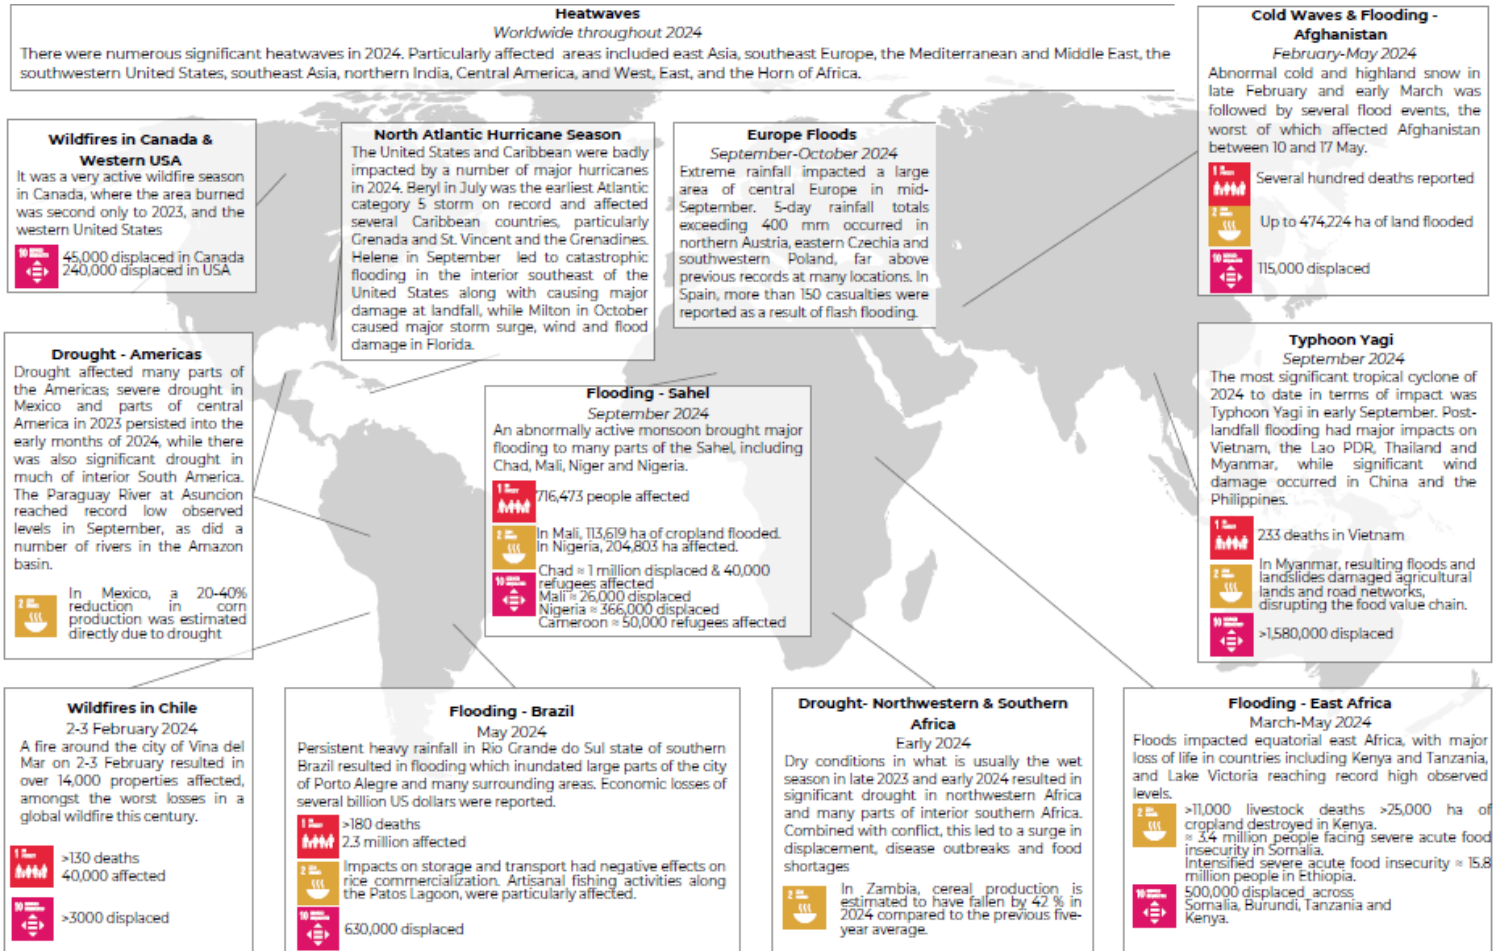 Heatwaves
Worldwide throughout 2024
There were numerous significant heatwaves in 2024. Particularly affected areas included east Asia, southeast Europe, the Mediterranean and Middle East, the
southwestern United States, southeast Asia, northern India, Central America, and West, East, and the Horn of Africa.
Cold Waves & Flooding -
Afghanistan
February-May 2024
Abnormal cold and highland snow in
late February and early March was
followed by several flood events, the
worst of which affected Afghanistan
between 10 and 17 May.
1
Several hundred deaths reported
2
Up to 474,224 ha of land flooded
10
115,000 displaced
Wildfires in Canada &
Western USA
It was a very active wildfire season
in Canada, where the area burned
was second only to 2023, and the
western United States
10
45,000 displaced in Canada
240,000 displaced in USA
North Atlantic Hurricane Season
The United States and Caribbean were badly
impacted by a number of major hurricanes
in 2024. Beryl in July was the earliest Atlantic
category 5 storm on record and affected
several Caribbean countries, particularly
Grenada and St. Vincent and the Grenadines.
Helene in September led to catastrophic
flooding in the interior southeast of the
United States along with causing major
damage at landfall, while Milton in October
caused major storm surge, wind and flood
damage in Florida.
Europe Floods
September-October 2024
Extreme rainfall impacted a large
area of central Europe in mid-
September. 5-day rainfall totals
exceeding 400 mm occurred in
northern Austria, eastern Czechia and
southwestern Poland, far above
previous records at many locations. In
Spain, more than 150 casualties were
reported as a result of flash flooding.
Drought - Americas
Drought affected many parts of
the Americas; severe drought in
Mexico and parts of central
America in 2023 persisted into the
early months of 2024, while there
was also significant drought in
much of interior South America.
The Paraguay River at Asuncion
reached record low observed
levels in September, as did a
number of rivers in the Amazon
basin.
2
In Mexico, a 20-40%
reduction in corn
production was estimated
directly due to drought
Flooding - Sahel
September 2024
An abnormally active monsoon brought major
flooding to many parts of the Sahel, including
Chad, Mali, Niger and Nigeria.
1
716,473 people affected
2
In Mali, 113,619 ha of cropland flooded.
In Nigeria, 204,803 ha affected.
10
Chad ≈ 1 million displaced & 40,000
refugees affected
Mali ≈ 26,000 displaced
Nigeria ≈ 366,000 displaced
Cameroon ≈ 50,000 refugees affected
Typhoon Yagi
September 2024
The most significant tropical cyclone of
2024 to date in terms of impact was
Typhoon Yagi in early September. Post-
landfall flooding had major impacts on
Vietnam, the Lao PDR, Thailand and
Myanmar, while significant wind
damage occurred in China and the
Philippines.
1
233 deaths in Vietnam
2
In Myanmar, resulting floods and
landslides damaged agricultural
lands and road networks,
disrupting the food value chain.
10
>1,580,000 displaced
Wildfires in Chile
2-3 February 2024
A fire around the city of Vina del
Mar on 2-3 February resulted in
over 14,000 properties affected,
amongst the worst losses in a
global wildfire this century.
1
>130 deaths
40,000 affected
10
>3000 displaced
Flooding - Brazil
May 2024
Persistent heavy rainfall in Rio Grande do Sul state of southern
Brazil resulted in flooding which inundated large parts of the city
of Porto Alegre and many surrounding areas. Economic losses of
several billion US dollars were reported.
1
>180 deaths
2.3 million affected
2
Impacts on storage and transport had negative effects on
rice commercialization. Artisanal fishing activities along
the Patos Lagoon, were particularly affected.
10
630,000 displaced
Drought- Northwestern & Southern
Africa
Early 2024
Dry conditions in what is usually the wet
season in late 2023 and early 2024 resulted in
significant drought in northwestern Africa
and many parts of interior southern Africa.
Combined with conflict, this led to a surge in
displacement, disease outbreaks and food
shortages
2
In Zambia, cereal production is
estimated to have fallen by 42 % in
2024 compared to the previous five-
year average.
Flooding - East Africa
March-May 2024
Floods impacted equatorial east Africa, with major
loss of life in countries including Kenya and Tanzania,
and Lake Victoria reaching record high observed
levels.
2
>11,000 livestock deaths >25,000 ha of
cropland destroyed in Kenya.
≈ 3.4 million people facing severe acute food
insecurity in Somalia.
Intensified severe acute food insecurity ≈ 15.8
million people in Ethiopia.
10
500,000 displaced across
Somalia, Burundi, Tanzania and
Kenya.